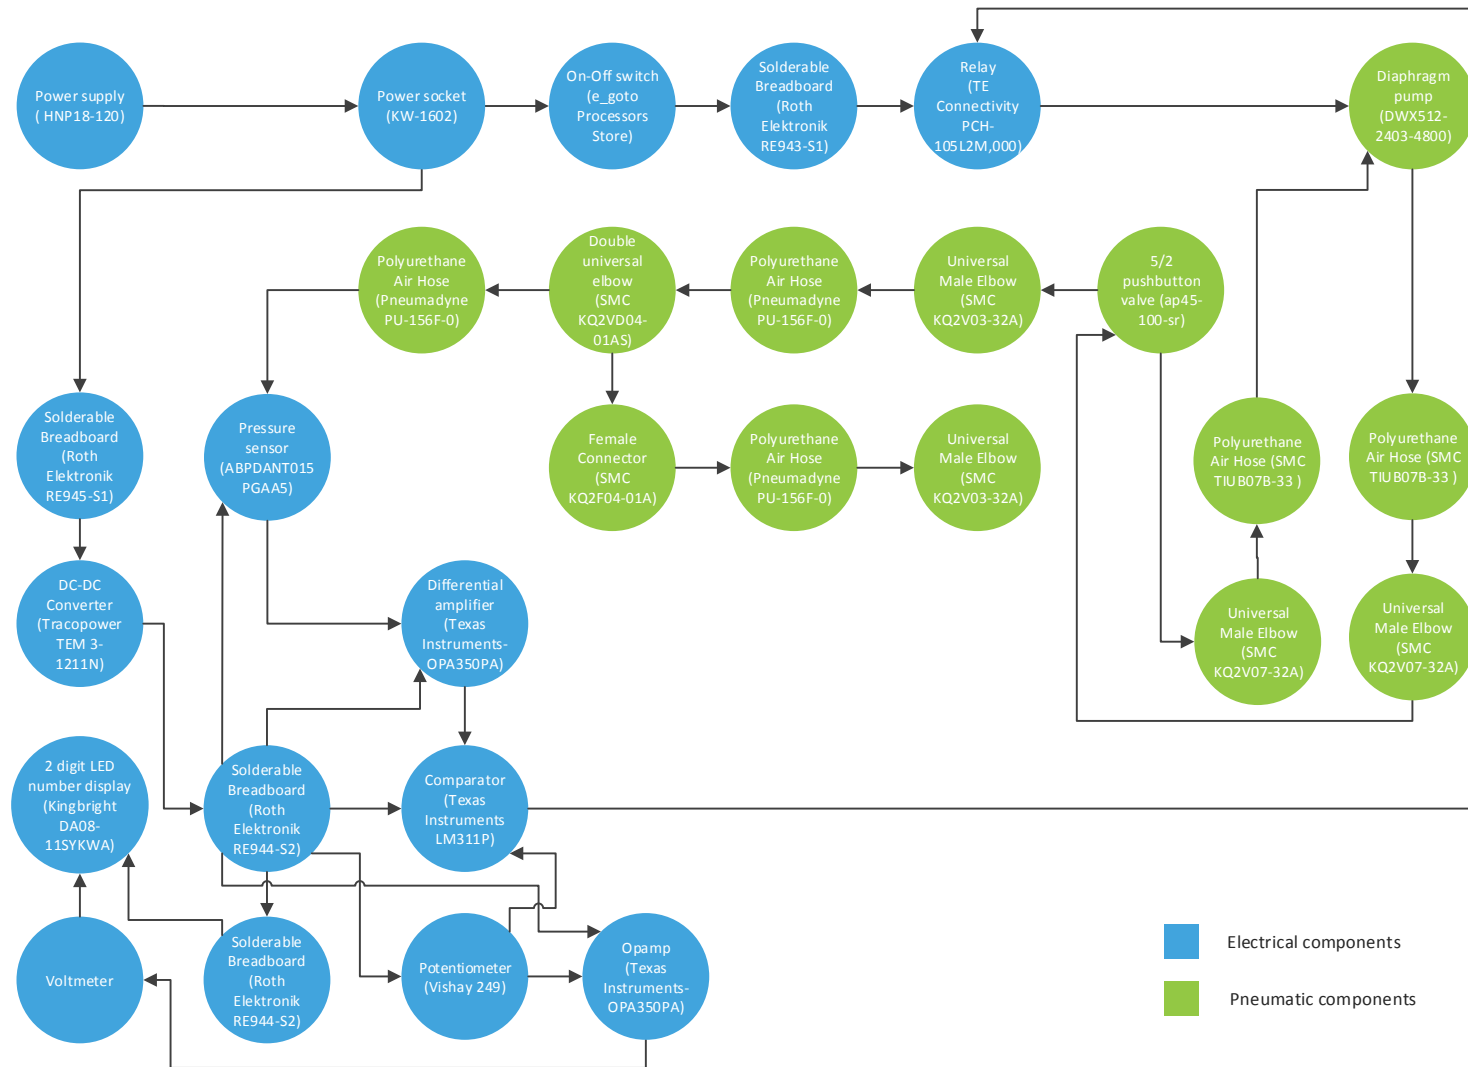 Power supply
( HNP18-120)
Power socket
(KW-1602)
On-Off switch
(e_goto
Processors
Store)
Solderable
Breadboard
(Roth
Elektronik
RE943-S1)
Relay
(TE
Connectivity
PCH-
105L2M,000)
Diaphragm
pump
(DWX512-
2403-4800)
Polyurethane
Air Hose
(Pneumadyne
PU-156F-0)
Double
universal
elbow
(SMC
KQ2VD04-
01AS)
Polyurethane
Air Hose
(Pneumadyne
PU-156F-0)
Universal
Male Elbow
(SMC
KQ2V03-32A)
5/2
pushbutton
valve (ap45-
100-sr)
Solderable
Breadboard
(Roth
Elektronik
RE945-S1)
Pressure
sensor
(ABPDANT015
PGAA5)
Female
Connector
(SMC
KQ2F04-01A)
Polyurethane
Air Hose
(Pneumadyne
PU-156F-0)
Universal
Male Elbow
(SMC
KQ2V03-32A)
Polyurethane
Air Hose (SMC
TIUB07B-33 )
Polyurethane
Air Hose (SMC
TIUB07B-33 )
DC-DC
Converter
(Tracopower
TEM 3-
1211N)
Differential
amplifier
(Texas
Instruments-
OPA350PA)
Universal
Male Elbow
(SMC
KQ2V07-32A)
Universal
Male Elbow
(SMC
KQ2V07-32A)
2 digit LED
number display
(Kingbright
DA08-
11SYKWA)
Solderable
Breadboard
(Roth
Elektronik
RE944-S2)
Comparator
(Texas
Instruments
LM311P)
Voltmeter
Solderable
Breadboard
(Roth
Elektronik
RE944-S2)
Potentiometer
(Vishay 249)
Opamp
(Texas
Instruments-
OPA350PA)
Electrical components
Pneumatic components